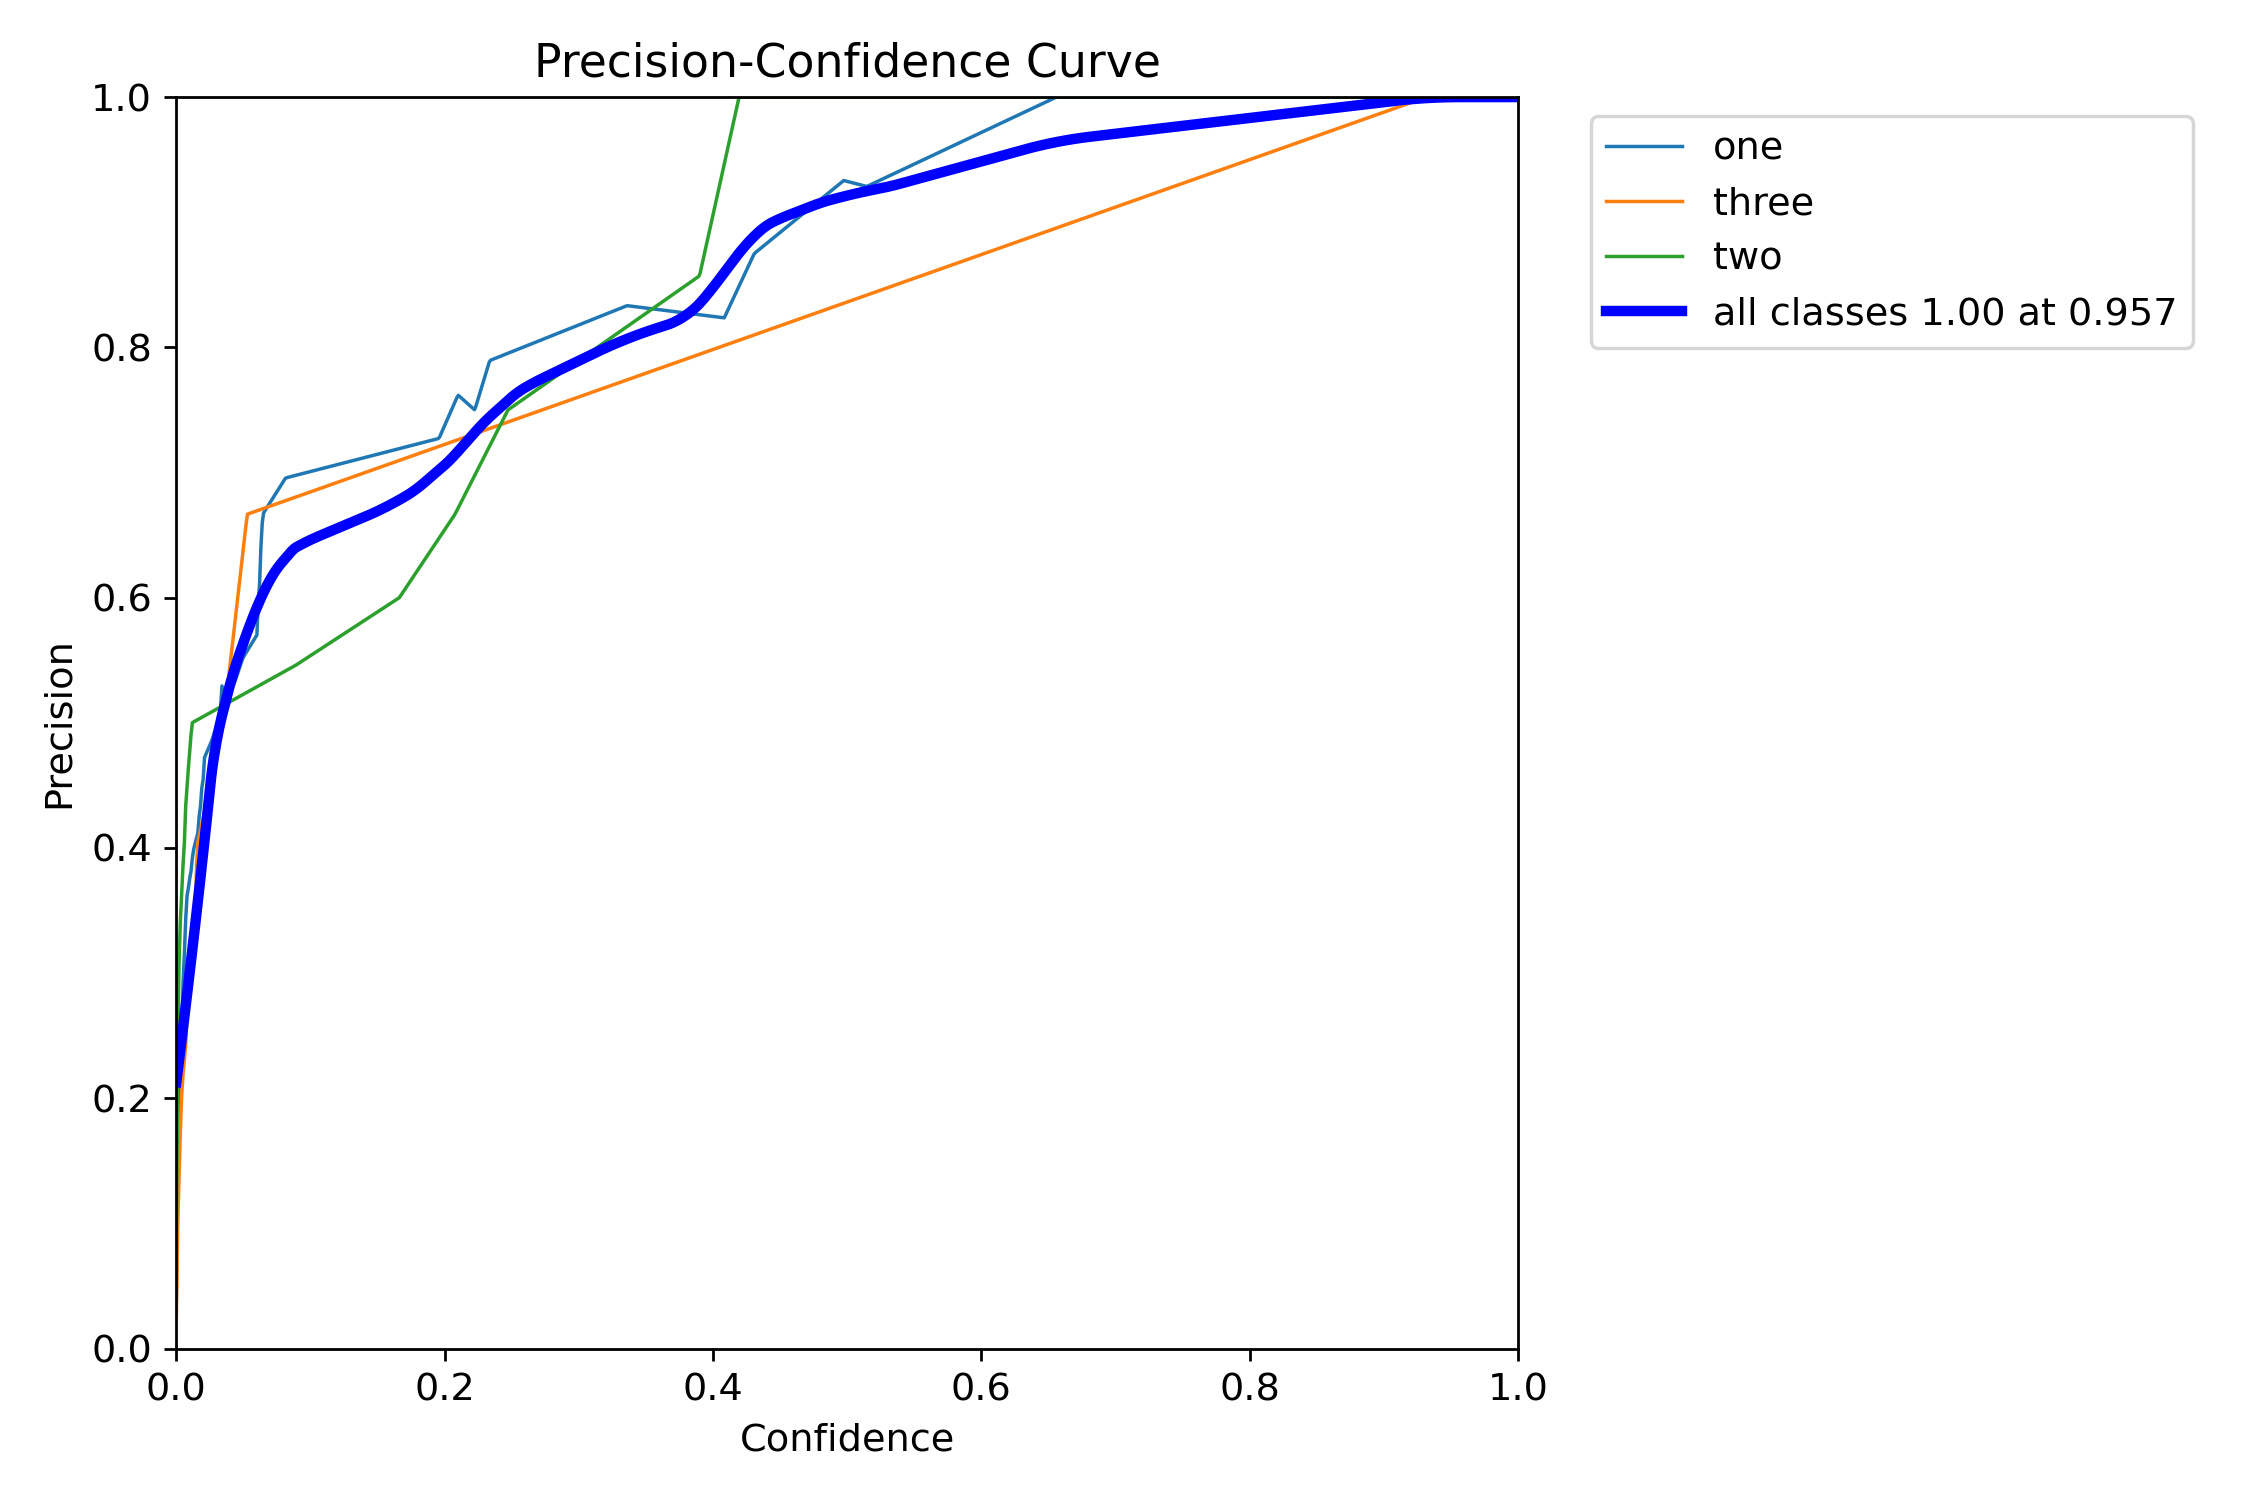 Precision-Confidence Curve
1.0
0.8
0.6
0.4
0.2
0.0
Precision
0.0 0.2 0.4 0.6 0.8 1.0
Confidence
one
three
two
all classes 1.00 at 0.957